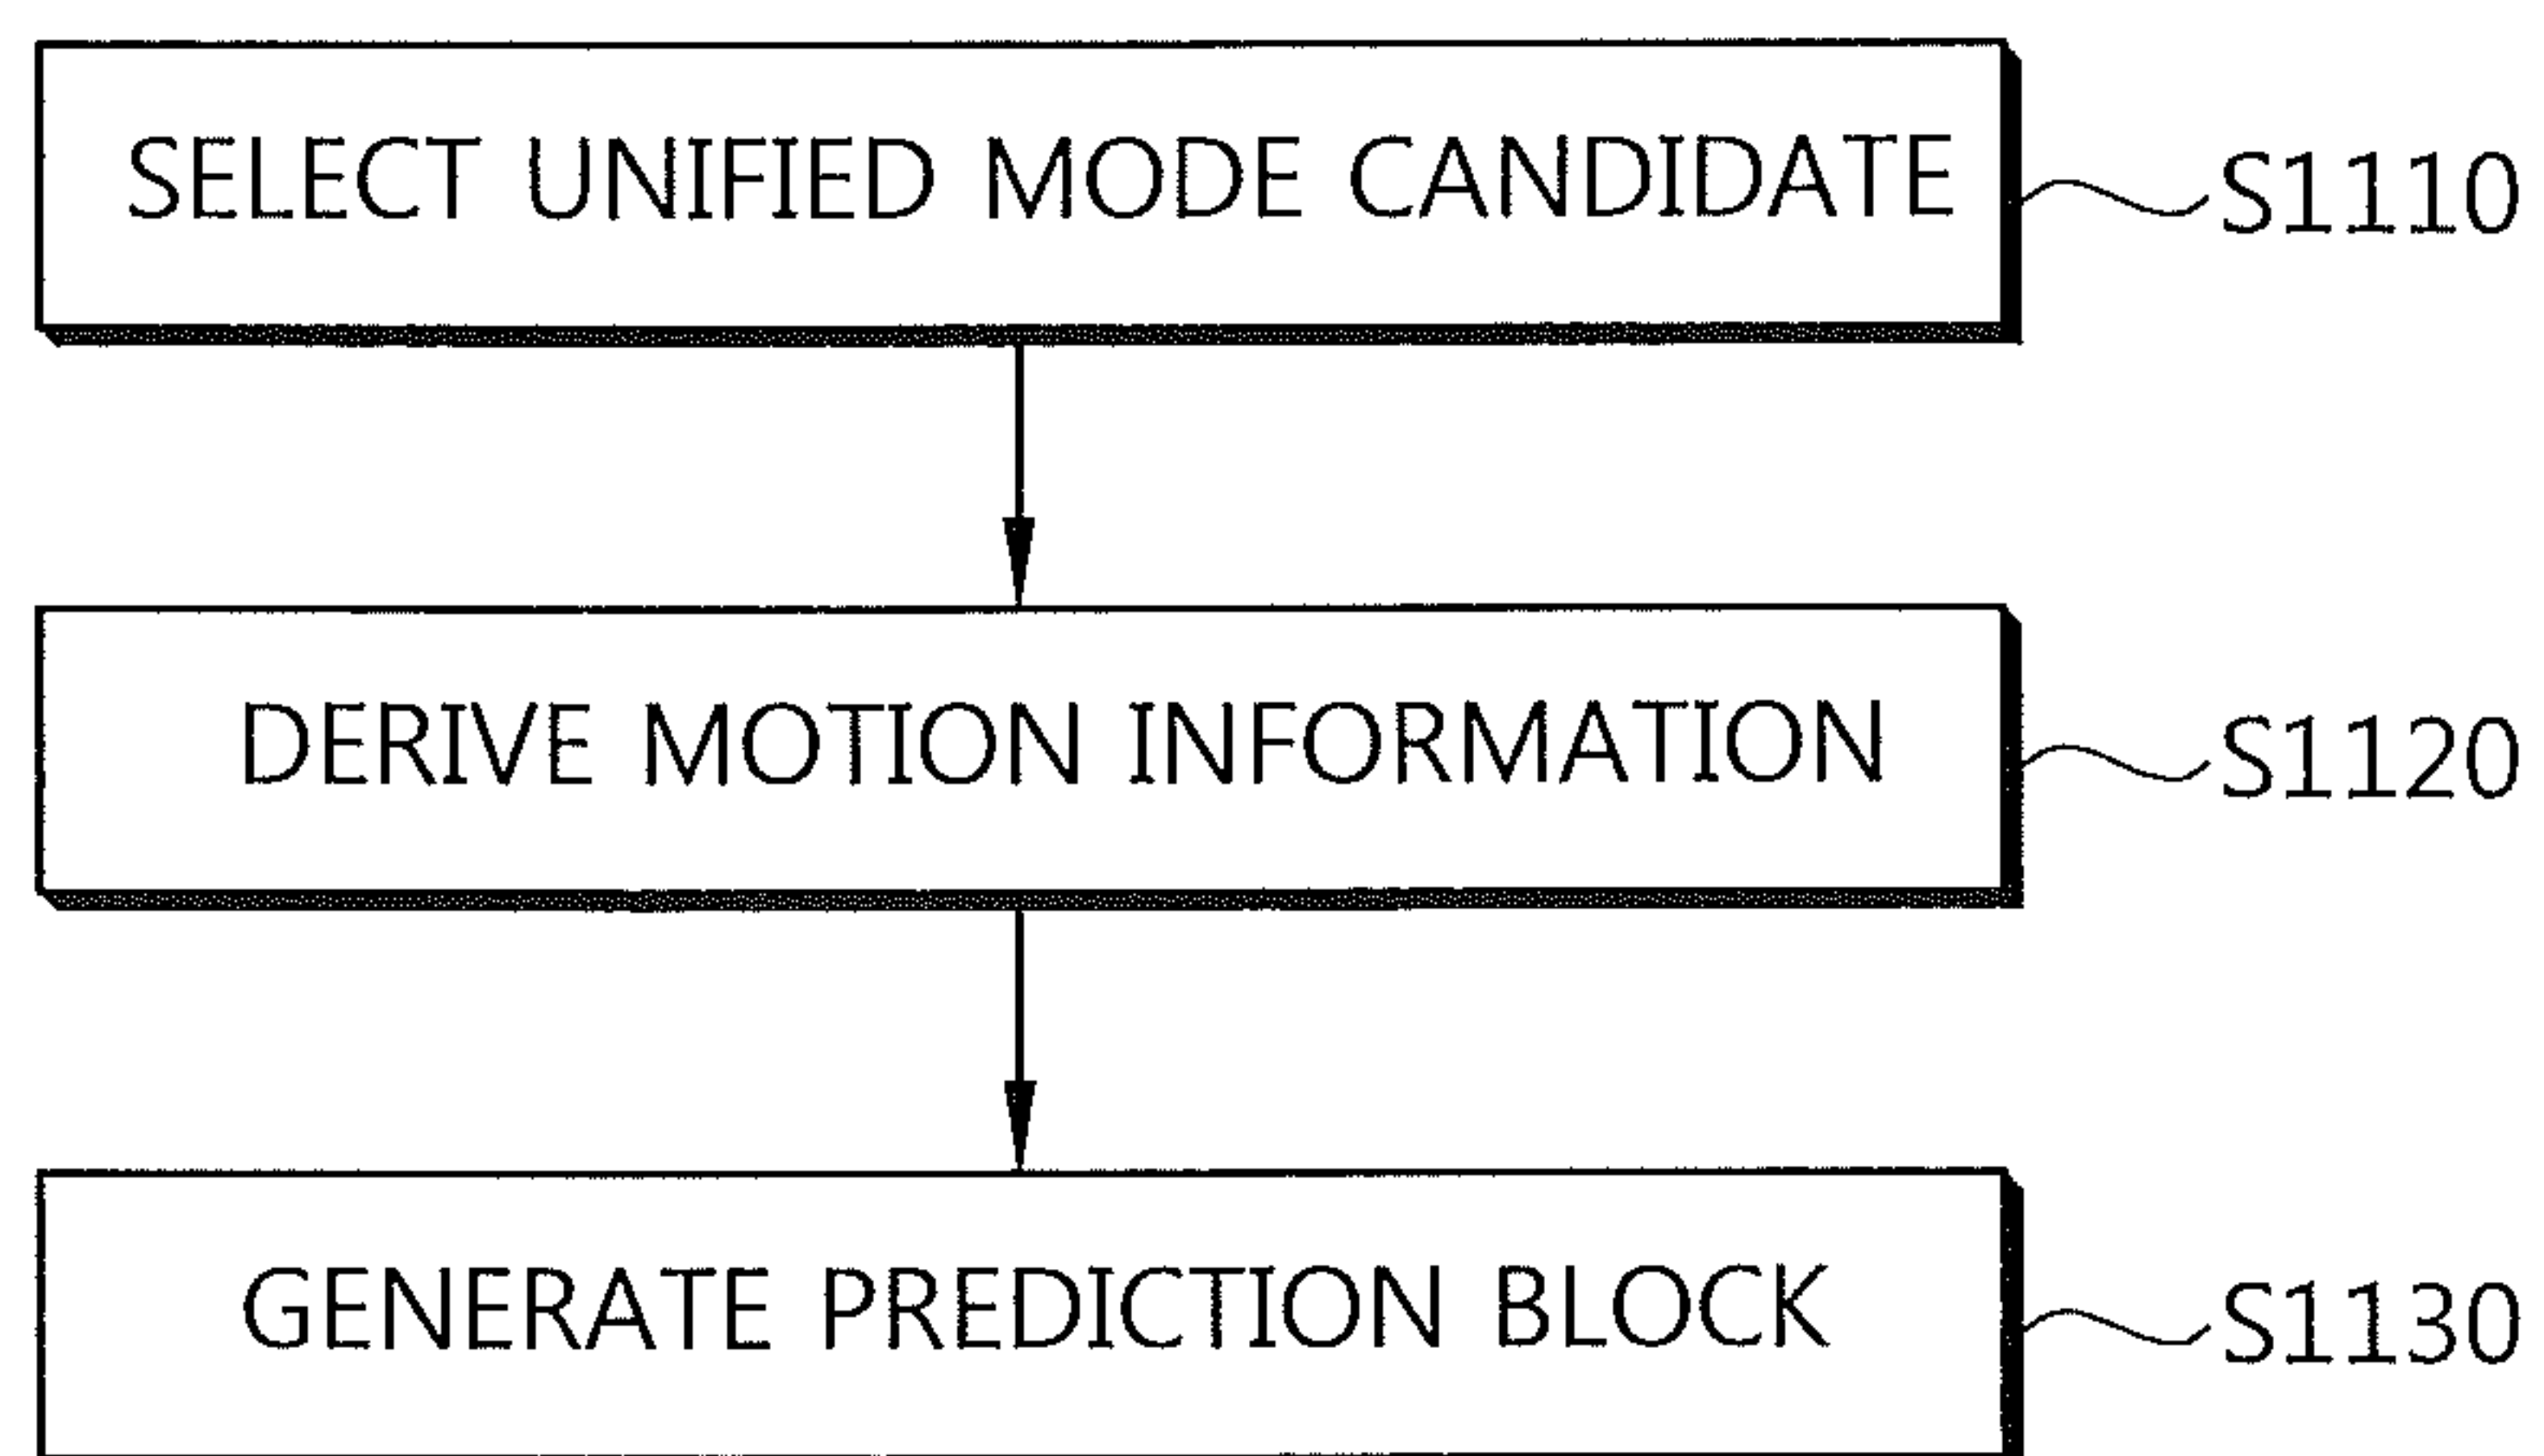 SELECT UNIFIED MODE CANDIDATE
S1110
DERIVE MOTION INFORMATION
S1120
GENERATE PREDICTION BLOCK
S1130